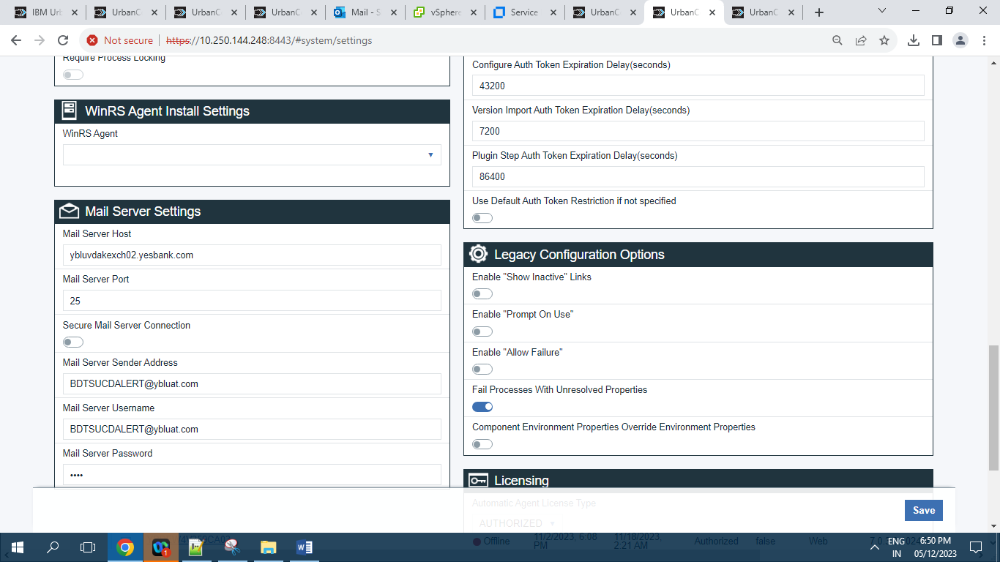 IBM Urb
UrbanC
UrbanC
UrbanC
Mail - S
vSphere
Service
UrbanC
UrbanC
UrbanC
Not secure
https://10.250.144.248:8443/#system/settings
Require Process Locking
WinRS Agent Install Settings
WinRS Agent
Mail Server Settings
Mail Server Host
ybluvdakexch02.yesbank.com
Mail Server Port
25
Secure Mail Server Connection
Mail Server Sender Address
BDTSUCDALERT@ybluat.com
Mail Server Username
BDTSUCDALERT@ybluat.com
Mail Server Password
••••
Configure Auth Token Expiration Delay(seconds)
43200
Version Import Auth Token Expiration Delay(seconds)
7200
Plugin Step Auth Token Expiration Delay(seconds)
86400
Use Default Auth Token Restriction if not specified
Legacy Configuration Options
Enable "Show Inactive" Links
Enable "Prompt On Use"
Enable "Allow Failure"
Fail Processes With Unresolved Properties
Component Environment Properties Override Environment Properties
Licensing
Automatic Agent License Type
AUTHORIZED
Save
Offline
11/2/2023, 6:08 PM
11/18/2023, 2:21 AM
Authorized
false
Web
1
ENG
IN
6:50 PM
05/12/2023